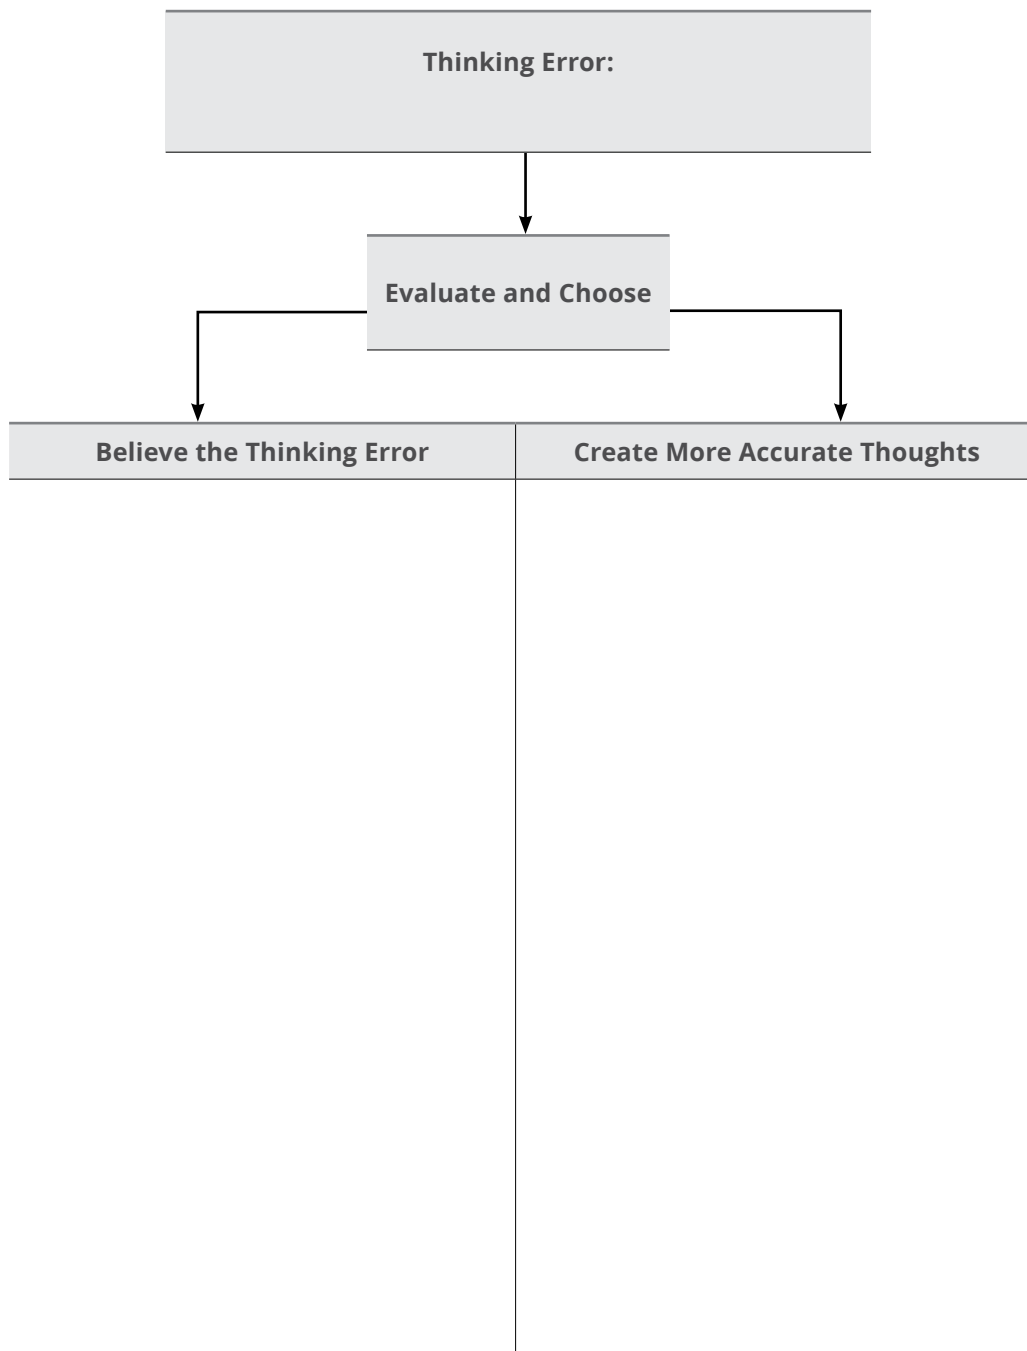 Thinking Error:
Evaluate and Choose
Believe the Thinking Error
Create More Accurate Thoughts